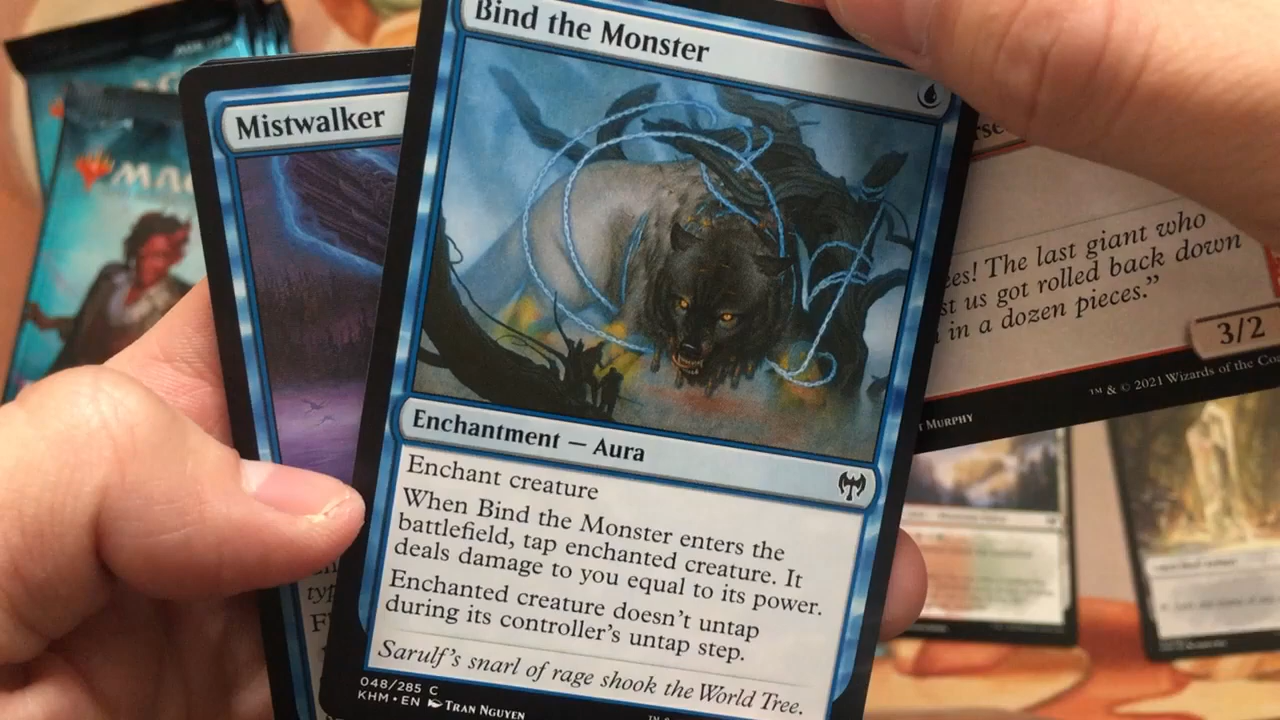 Bind the Monster
Mistwalker
Enchantment — Aura
Enchant creature
When Bind the Monster enters the
battlefield, tap enchanted creature. It
deals damage to you equal to its power.
Enchanted creature doesn't untap
during its controller's untap step.
Sarulf's snarl of rage shook the World Tree.
048/285 C
KHM • EN TRAN NGUYEN
The last giant who
us got rolled back down
in a dozen pieces."
3/2
™ & © 2021 Wizards of the
MURPHY